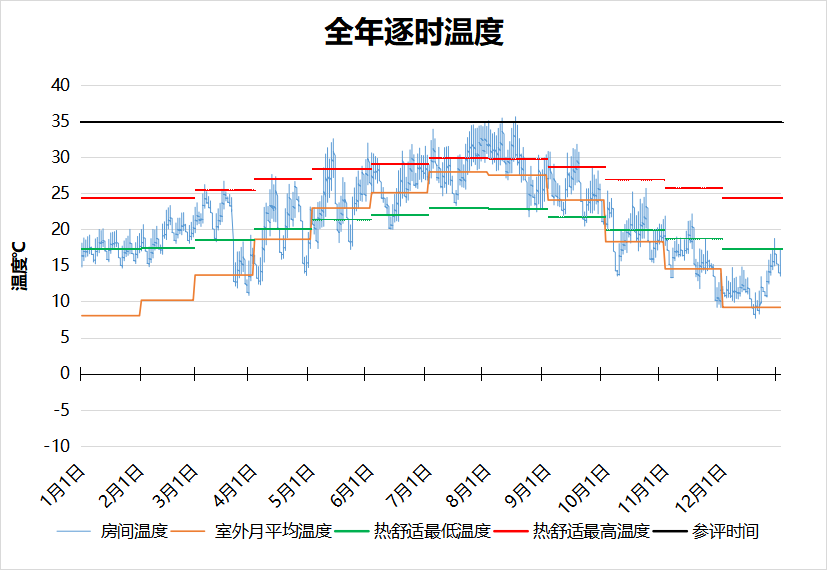 全年逐时温度
40
35
30
25
20
15
10
5
0
-5
-10
温度℃
1月1日
2月1日
3月1日
4月1日
5月1日
6月1日
7月1日
8月1日
9月1日
10月1日
11月1日
12月1日
房间温度 室外月平均温度 热舒适最低温度 热舒适最高温度 参评时间